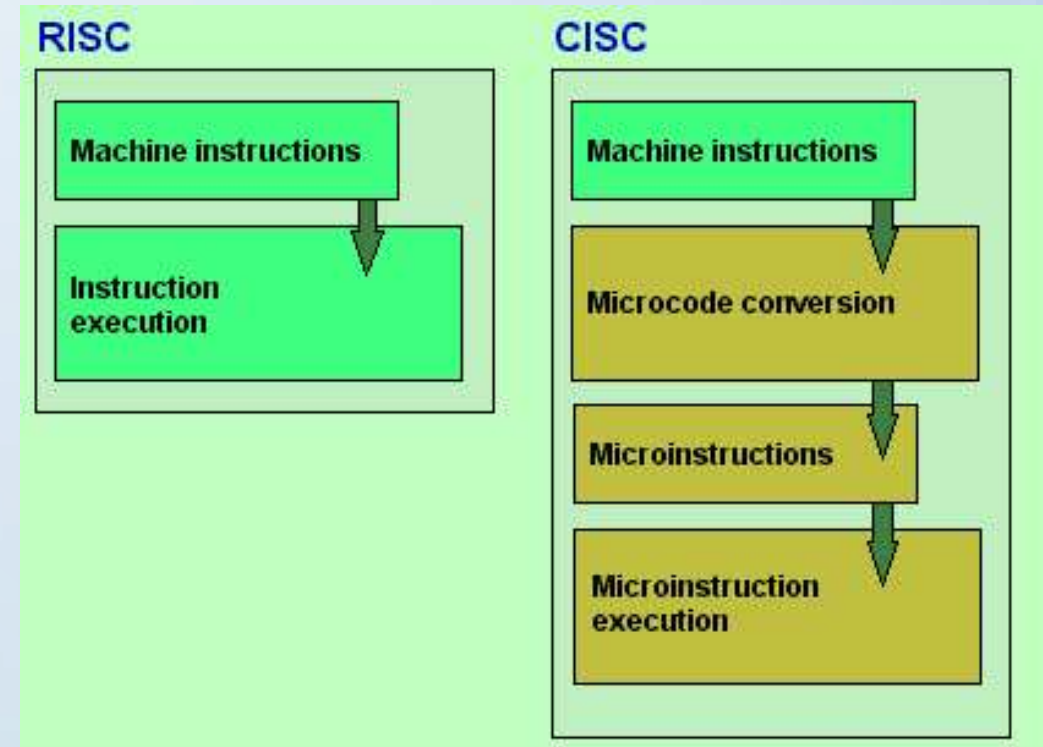 RISC
Machine instructions
Instruction
execution
CISC
Machine instructions
Microcode conversion
Microinstructions
Microinstruction
execution